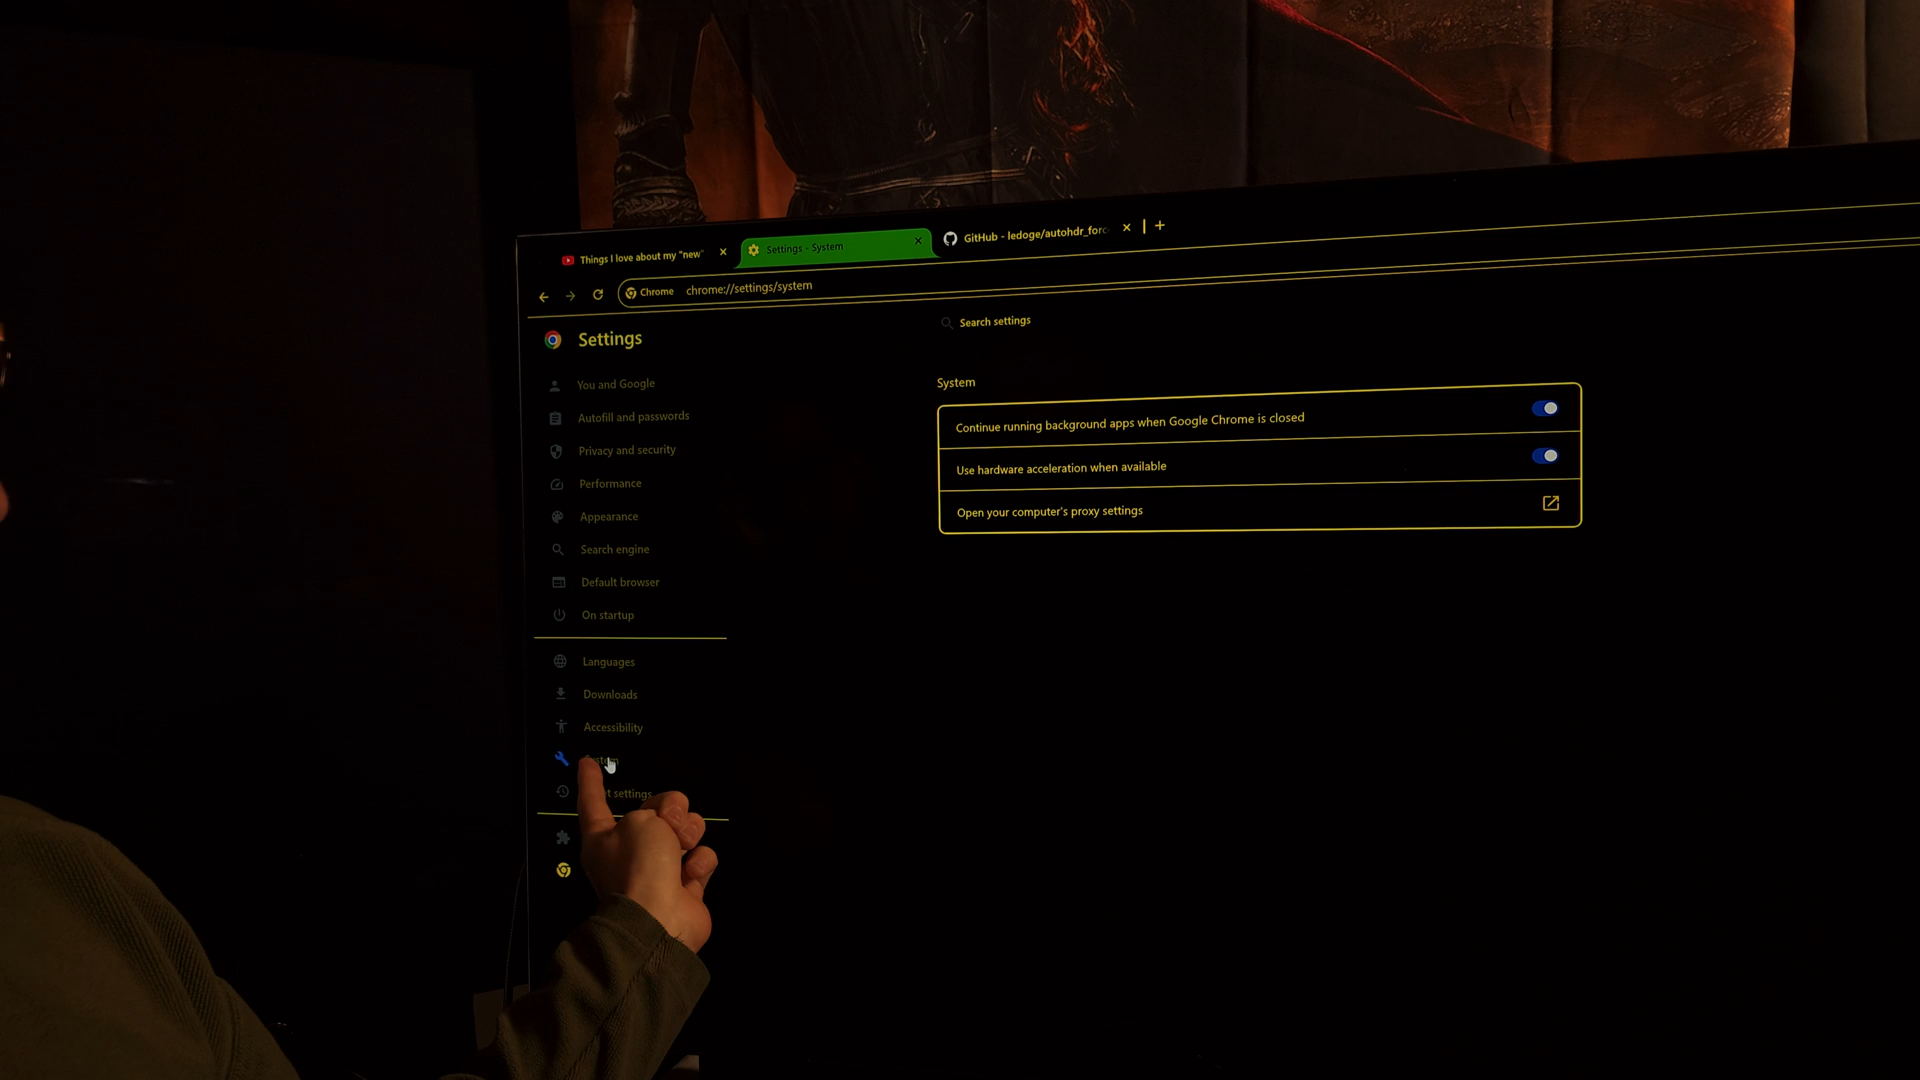 Things I love about my "new"
Settings - System
GitHub - ledoge/autohdr_forc
Chrome
chrome://settings/system
Settings
Search settings
You and Google
Autofill and passwords
Privacy and security
Performance
Appearance
Search engine
Default browser
On startup
Languages
Downloads
Accessibility
System
settings
System
Continue running background apps when Google Chrome is closed
Use hardware acceleration when available
Open your computer's proxy settings